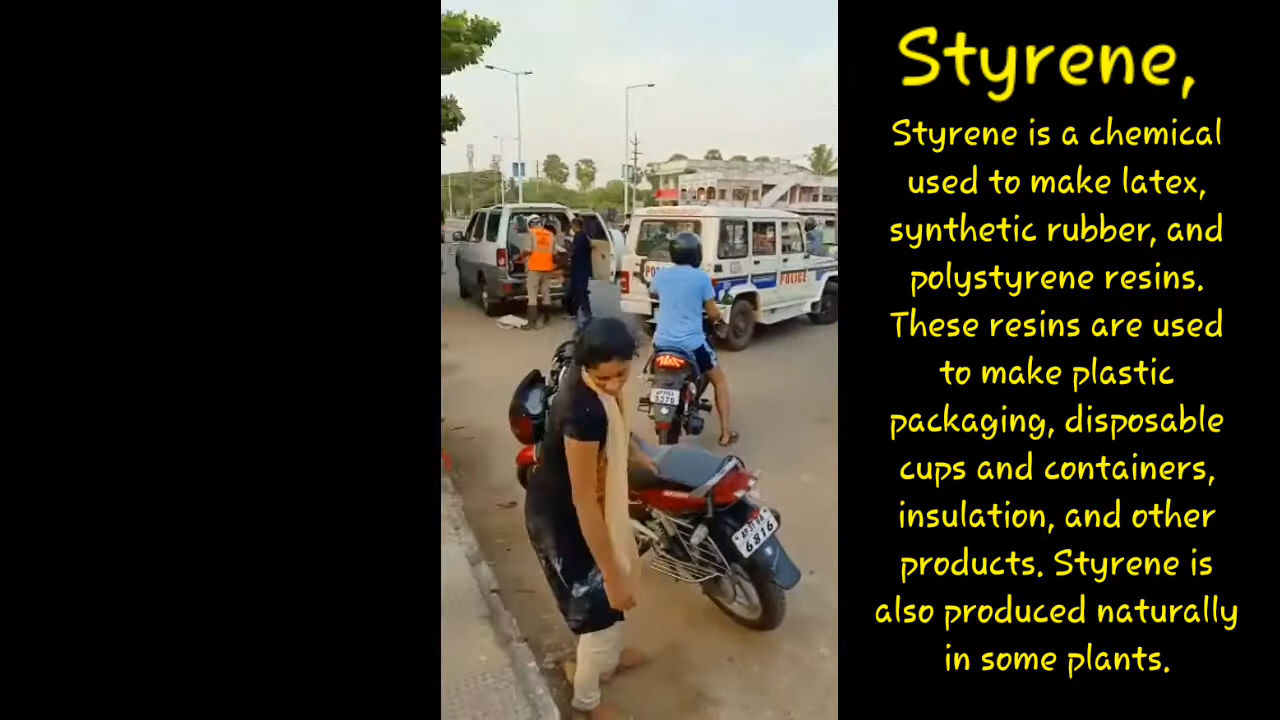 Styrene,
Styrene is a chemical
used to make latex,
synthetic rubber, and
polystyrene resins.
These resins are used
to make plastic
packaging, disposable
cups and containers,
insulation, and other
products. Styrene is
also produced naturally
in some plants.
POLICE
6816